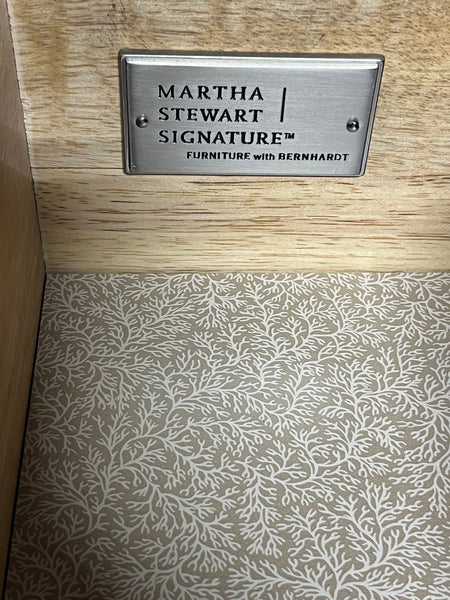 MARTHA
STEWART
SIGNATURE™
FURNITURE with BERNHARDT